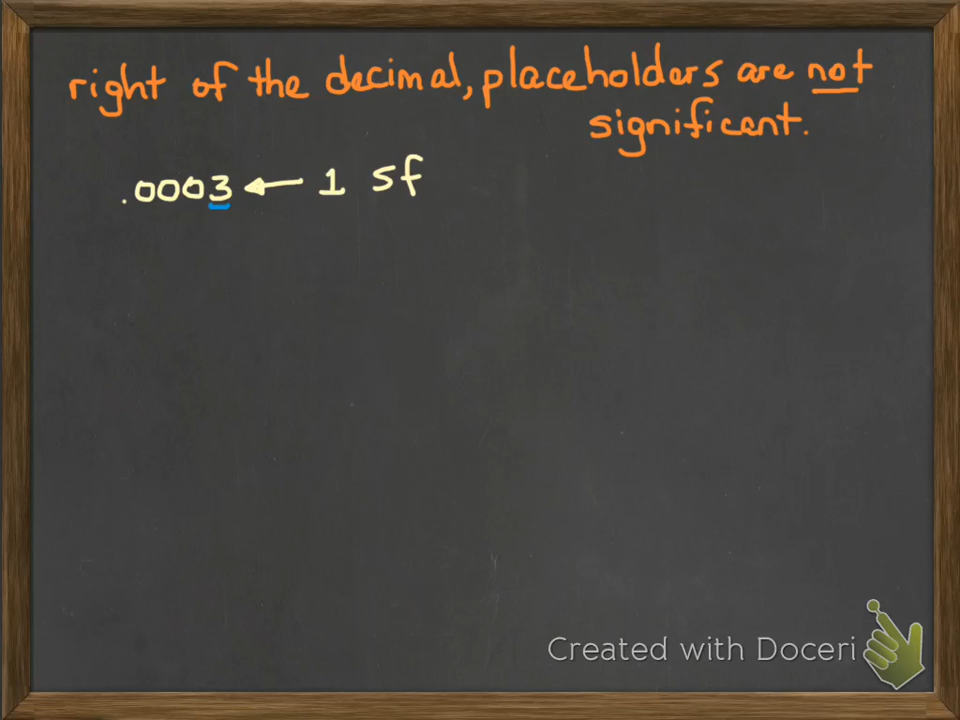 right of the decimal, placeholders are not
significant.
.0003 ← 1 sf
Created with Doceri